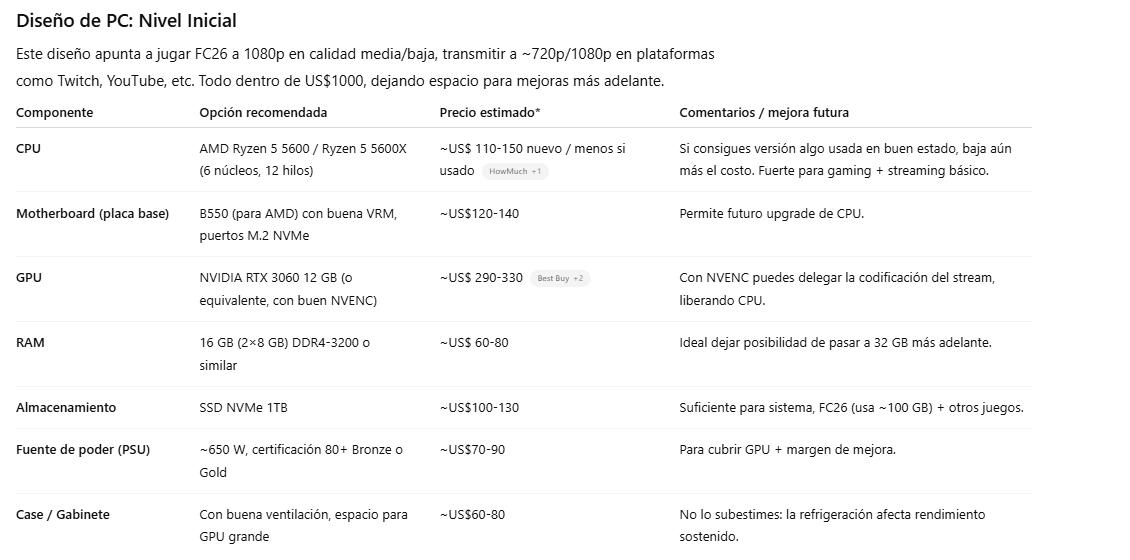 Diseño de PC: Nivel Inicial
Este diseño apunta a jugar FC26 a 1080p en calidad media/baja, transmitir a ~720p/1080p en plataformas
como Twitch, YouTube, etc. Todo dentro de US$1000, dejando espacio para mejoras más adelante.
Componente Opción recomendada Precio estimado* Comentarios / mejora futura
CPU AMD Ryzen 5 5600 / Ryzen 5 5600X ~US$ 110-150 nuevo / menos si Si consigues versión algo usada en buen estado, baja aún
(6 núcleos, 12 hilos) usado HowMuch +1 más el costo. Fuerte para gaming + streaming básico.
Motherboard (placa base) B550 (para AMD) con buena VRM, ~US$120-140 Permite futuro upgrade de CPU.
puertos M.2 NVMe
GPU NVIDIA RTX 3060 12 GB (o ~US$ 290-330 Best Buy +2 Con NVENC puedes delegar la codificación del stream,
equivalente, con buen NVENC) liberando CPU.
RAM 16 GB (2×8 GB) DDR4-3200 o ~US$ 60-80 Ideal dejar posibilidad de pasar a 32 GB más adelante.
similar
Almacenamiento SSD NVMe 1TB ~US$100-130 Suficiente para sistema, FC26 (usa ~100 GB) + otros juegos.
Fuente de poder (PSU) ~650 W, certificación 80+ Bronze o ~US$70-90 Para cubrir GPU + margen de mejora.
Gold
Case / Gabinete Con buena ventilación, espacio para ~US$60-80 No lo subestimes: la refrigeración afecta rendimiento
GPU grande sostenido.